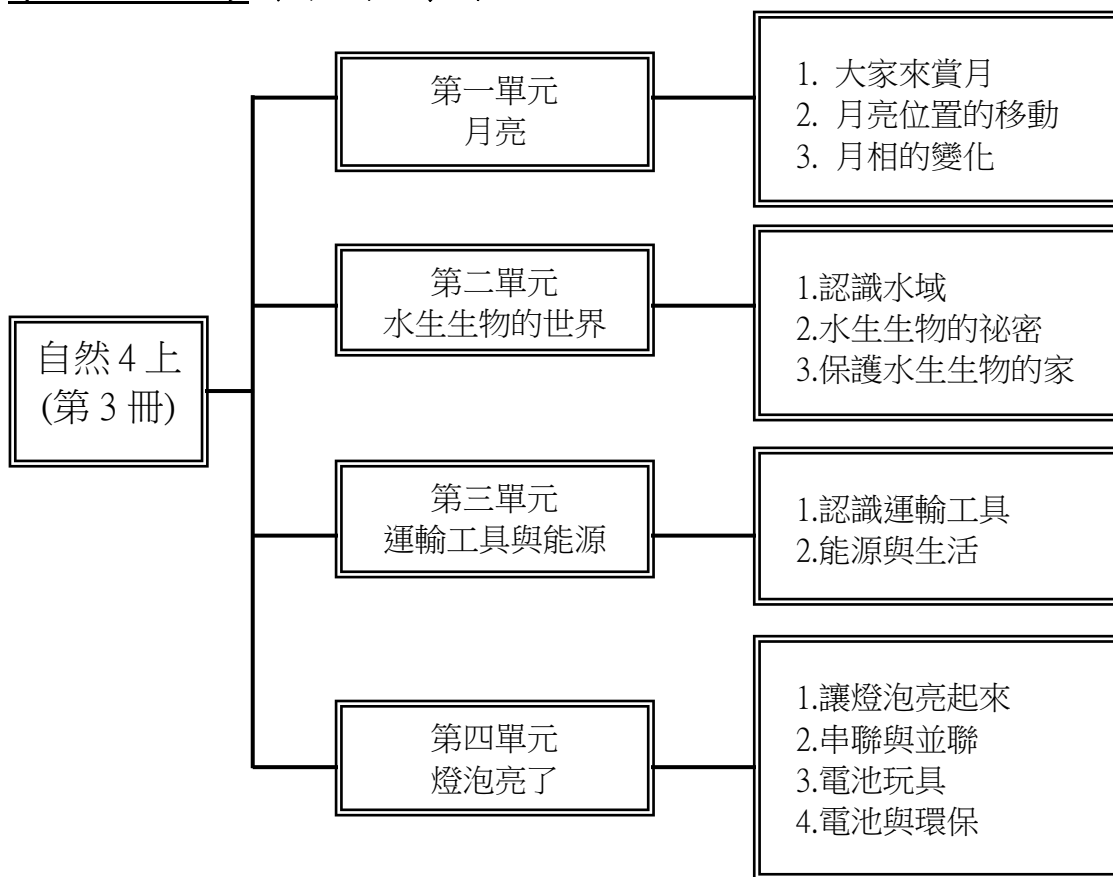 自然4上
(第3冊)
第一單元
月亮
1. 大家來賞月
2. 月亮位置的移動
3. 月相的變化
第二單元
水生生物的世界
1.認識水域
2.水生生物的祕密
3.保護水生生物的家
第三單元
運輸工具與能源
1.認識運輸工具
2.能源與生活
第四單元
燈泡亮了
1.讓燈泡亮起來
2.串聯與並聯
3.電池玩具
4.電池與環保